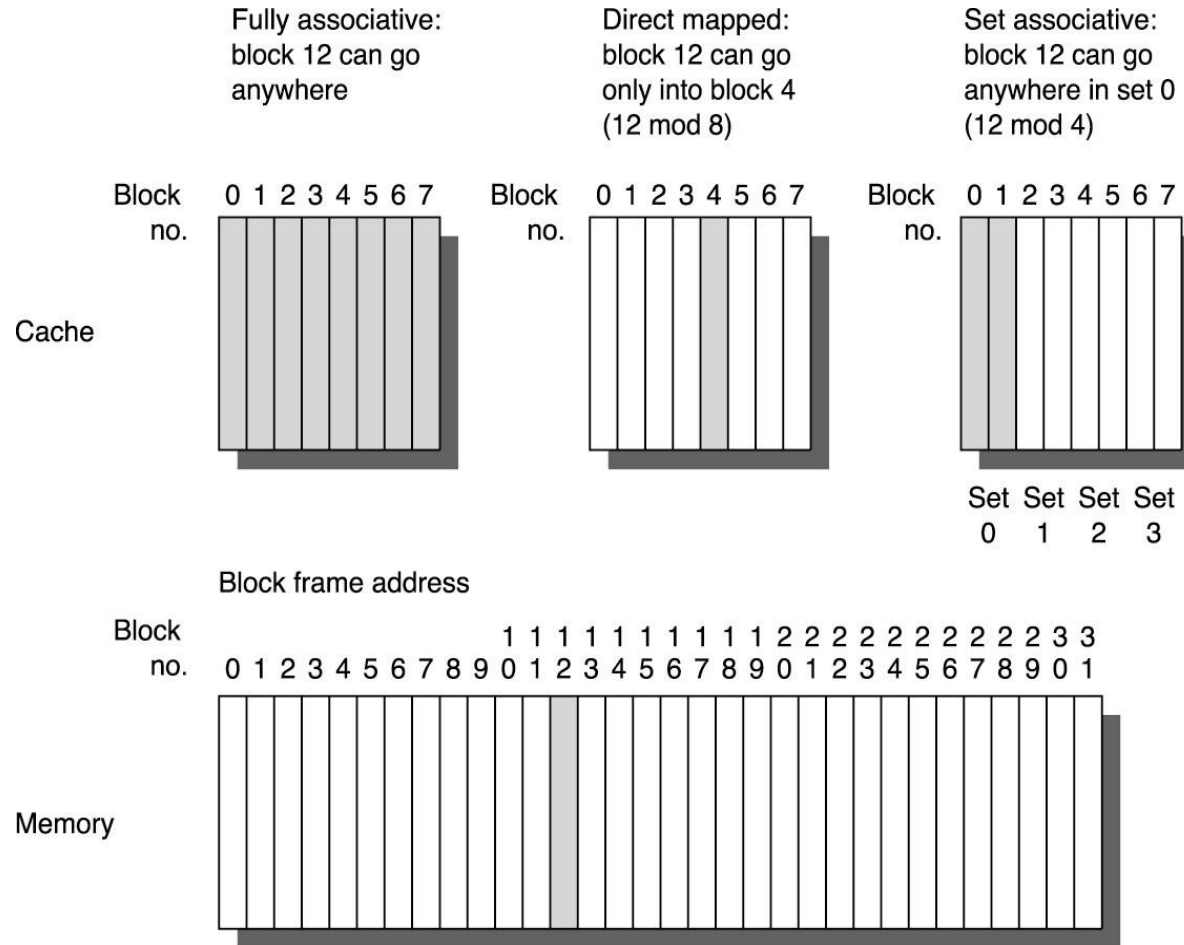 Fully associative:
block 12 can go
anywhere
Direct mapped:
block 12 can go
only into block 4
(12 mod 8)
Set associative:
block 12 can go
anywhere in set 0
(12 mod 4)
Block
no.
0 1 2 3 4 5 6 7
Block
no.
0 1 2 3 4 5 6 7
Block
no.
0 1 2 3 4 5 6 7
Cache
Set Set Set Set
0 1 2 3
Block frame address
Block
no.
1 1 1 1 1 1 1 1 1 1 2 2 2 2 2 2 2 2 2 2 3 3
0 1 2 3 4 5 6 7 8 9 0 1 2 3 4 5 6 7 8 9 0 1 2 3 4 5 6 7 8 9 0 1
Memory